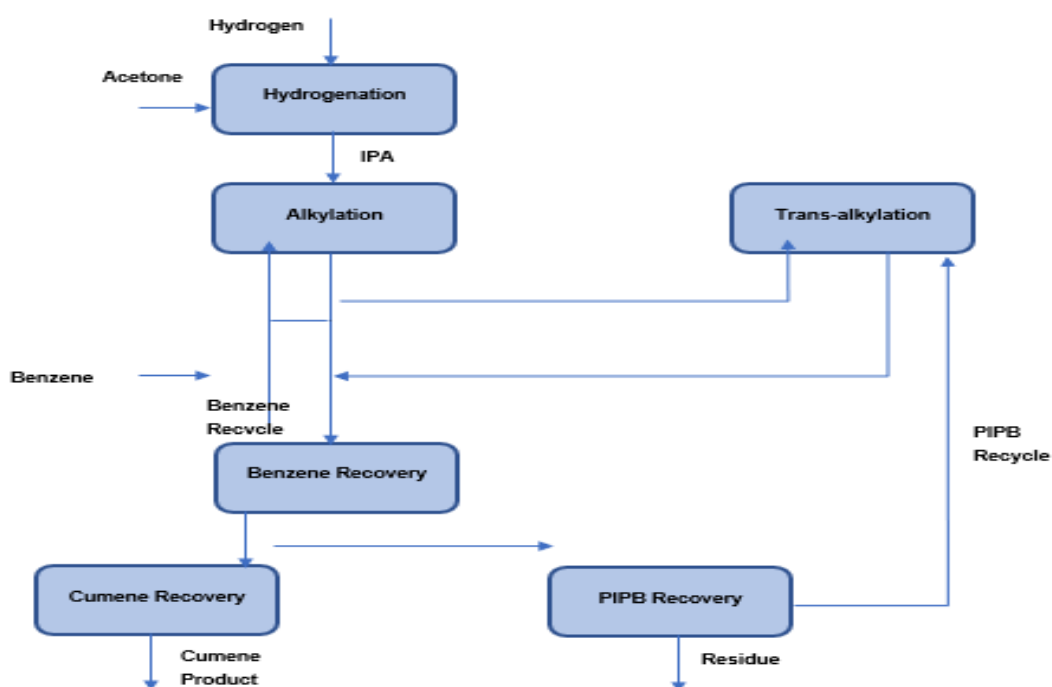 Hydrogen
Acetone
Hydrogenation
IPA
Alkylation
Trans-alkylation
Benzene
Benzene
Recycle
PIPB
Recycle
Benzene Recovery
Cumene Recovery
PIPB Recovery
Cumene
Product
Residue